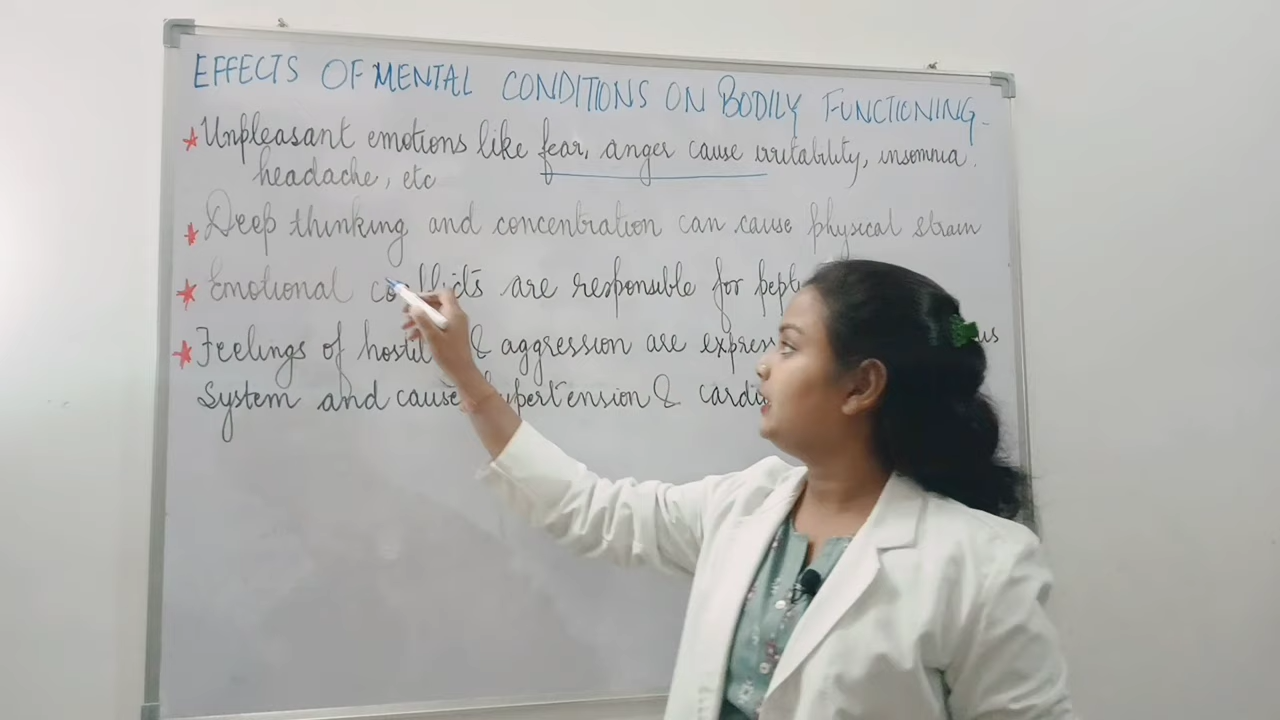 EFFECTS OF MENTAL CONDITIONS ON BODILY FUNCTIONING -
Unpleasant emotions like fear, anger cause irritability, insomnia.
headache, etc
Deep thinking and concentration can cause physical strain
Emotional are responsible for
Feelings of & aggression are
System and cause &